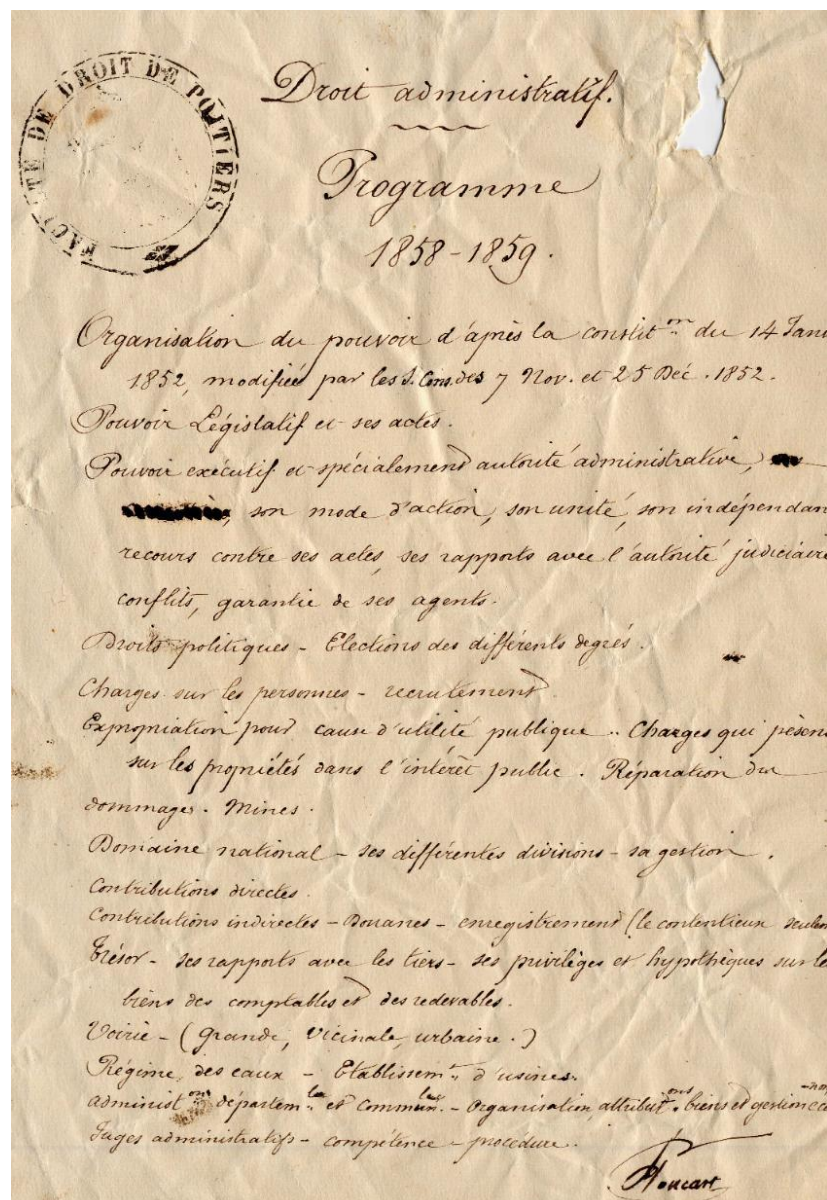 FACULTÉ DE DROIT DE POITIERS
Droit administratif.
Programme
1858-1859.
Organisation du pouvoir d'après la constit.on du 14 Janv
1852, modifiée par les S. Cons. des 7 Nov. et 25 Déc. 1852.
Pouvoir Législatif et ses actes.
Pouvoir exécutif et spécialement autorité administrative,
son mode d'action, son unité, son indépendan
recours contre ses actes, ses rapports avec l'autorité judiciaire
conflits, garantie de ses agents.
Droits politiques - Elections des différents degrés.
Charges sur les personnes - recrutement.
Expropriation pour cause d'utilité publique .. Charges qui pèsen
sur les propriétés dans l'intérêt public. Réparation du
dommage. Mines.
Domaine national - ses différentes divisions - sa gestion.
Contributions directes.
Contributions indirectes - Douanes - enregistrement (le contentieux seulem
Trésor - ses rapports avec les tiers - ses privilèges et hypothèques sur le
biens des comptables et des redevables.
Voirie - (grande, vicinale, urbaine.)
Régime des eaux - Etablissem.t d'usines.
administ.on départem.le et commun.le - Organisation, attribut.ons biens et gestion
Juges administratifs - compétence - procédure.
Foucart